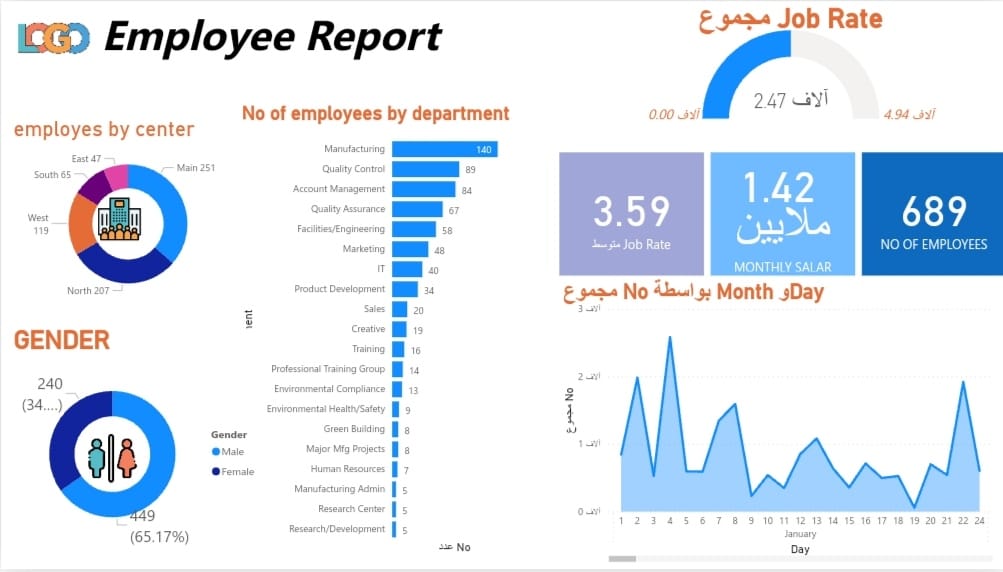 LOGO Employee Report
مجموع Job Rate
2.47 آلاف
0.00 آلاف
4.94 آلاف
employes by center
East 47
Main 251
South 65
West
119
North 207
No of employees by department
Manufacturing 140
Quality Control 89
Account Management 84
Quality Assurance 67
Facilities/Engineering 58
Marketing 48
IT 40
Product Development 34
Sales 20
Creative 19
Training 16
Professional Training Group 14
Environmental Compliance 13
Environmental Health/Safety 9
Green Building 8
Major Mfg Projects 8
Human Resources 7
Manufacturing Admin 5
Research Center 5
Research/Development 5
عدد No
3.59
متوسط Job Rate
1.42
ملايين
MONTHLY SALAR
689
NO OF EMPLOYEES
GENDER
240
(34....)
449
(65.17%)
Gender
Male
Female
مجموع No بواسطة Month وDay
3 آلاف
2 آلاف
1 آلاف
0 آلاف
مجموع No
1 2 3 4 5 6 7 8 9 10 11 12 13 14 15 16 17 18 19 20 21 22 24
January
Day